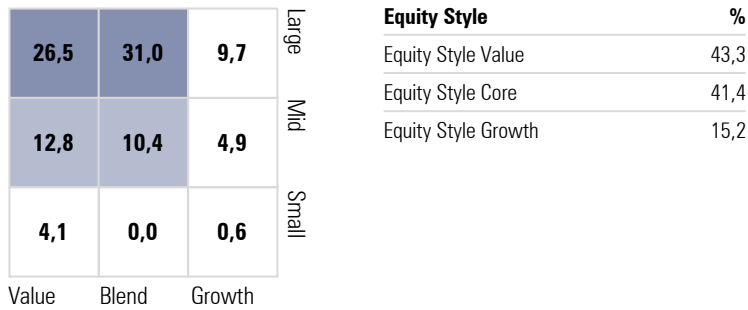 26,5 31,0 9,7 Large
12,8 10,4 4,9 Mid
4,1 0,0 0,6 Small
Value Blend Growth
Equity Style %
Equity Style Value 43,3
Equity Style Core 41,4
Equity Style Growth 15,2